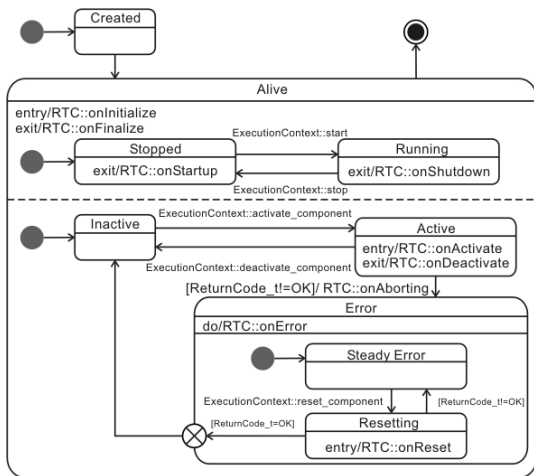 Created
Alive
entry/RTC::onInitialize
exit/RTC::onFinalize
ExecutionContext::start
Stopped
Running
exit/RTC::onStartup
exit/RTC::onShutdown
ExecutionContext::stop
ExecutionContext::activate_component
Inactive
Active
entry/RTC::onActivate
exit/RTC::onDeactivate
ExecutionContext::deactivate_component
[ReturnCode_t!=OK]/ RTC::onAborting
Error
do/RTC::onError
Steady Error
ExecutionContext::reset_component
[ReturnCode_t!=OK]
[ReturnCode_t=OK]
Resetting
entry/RTC::onReset